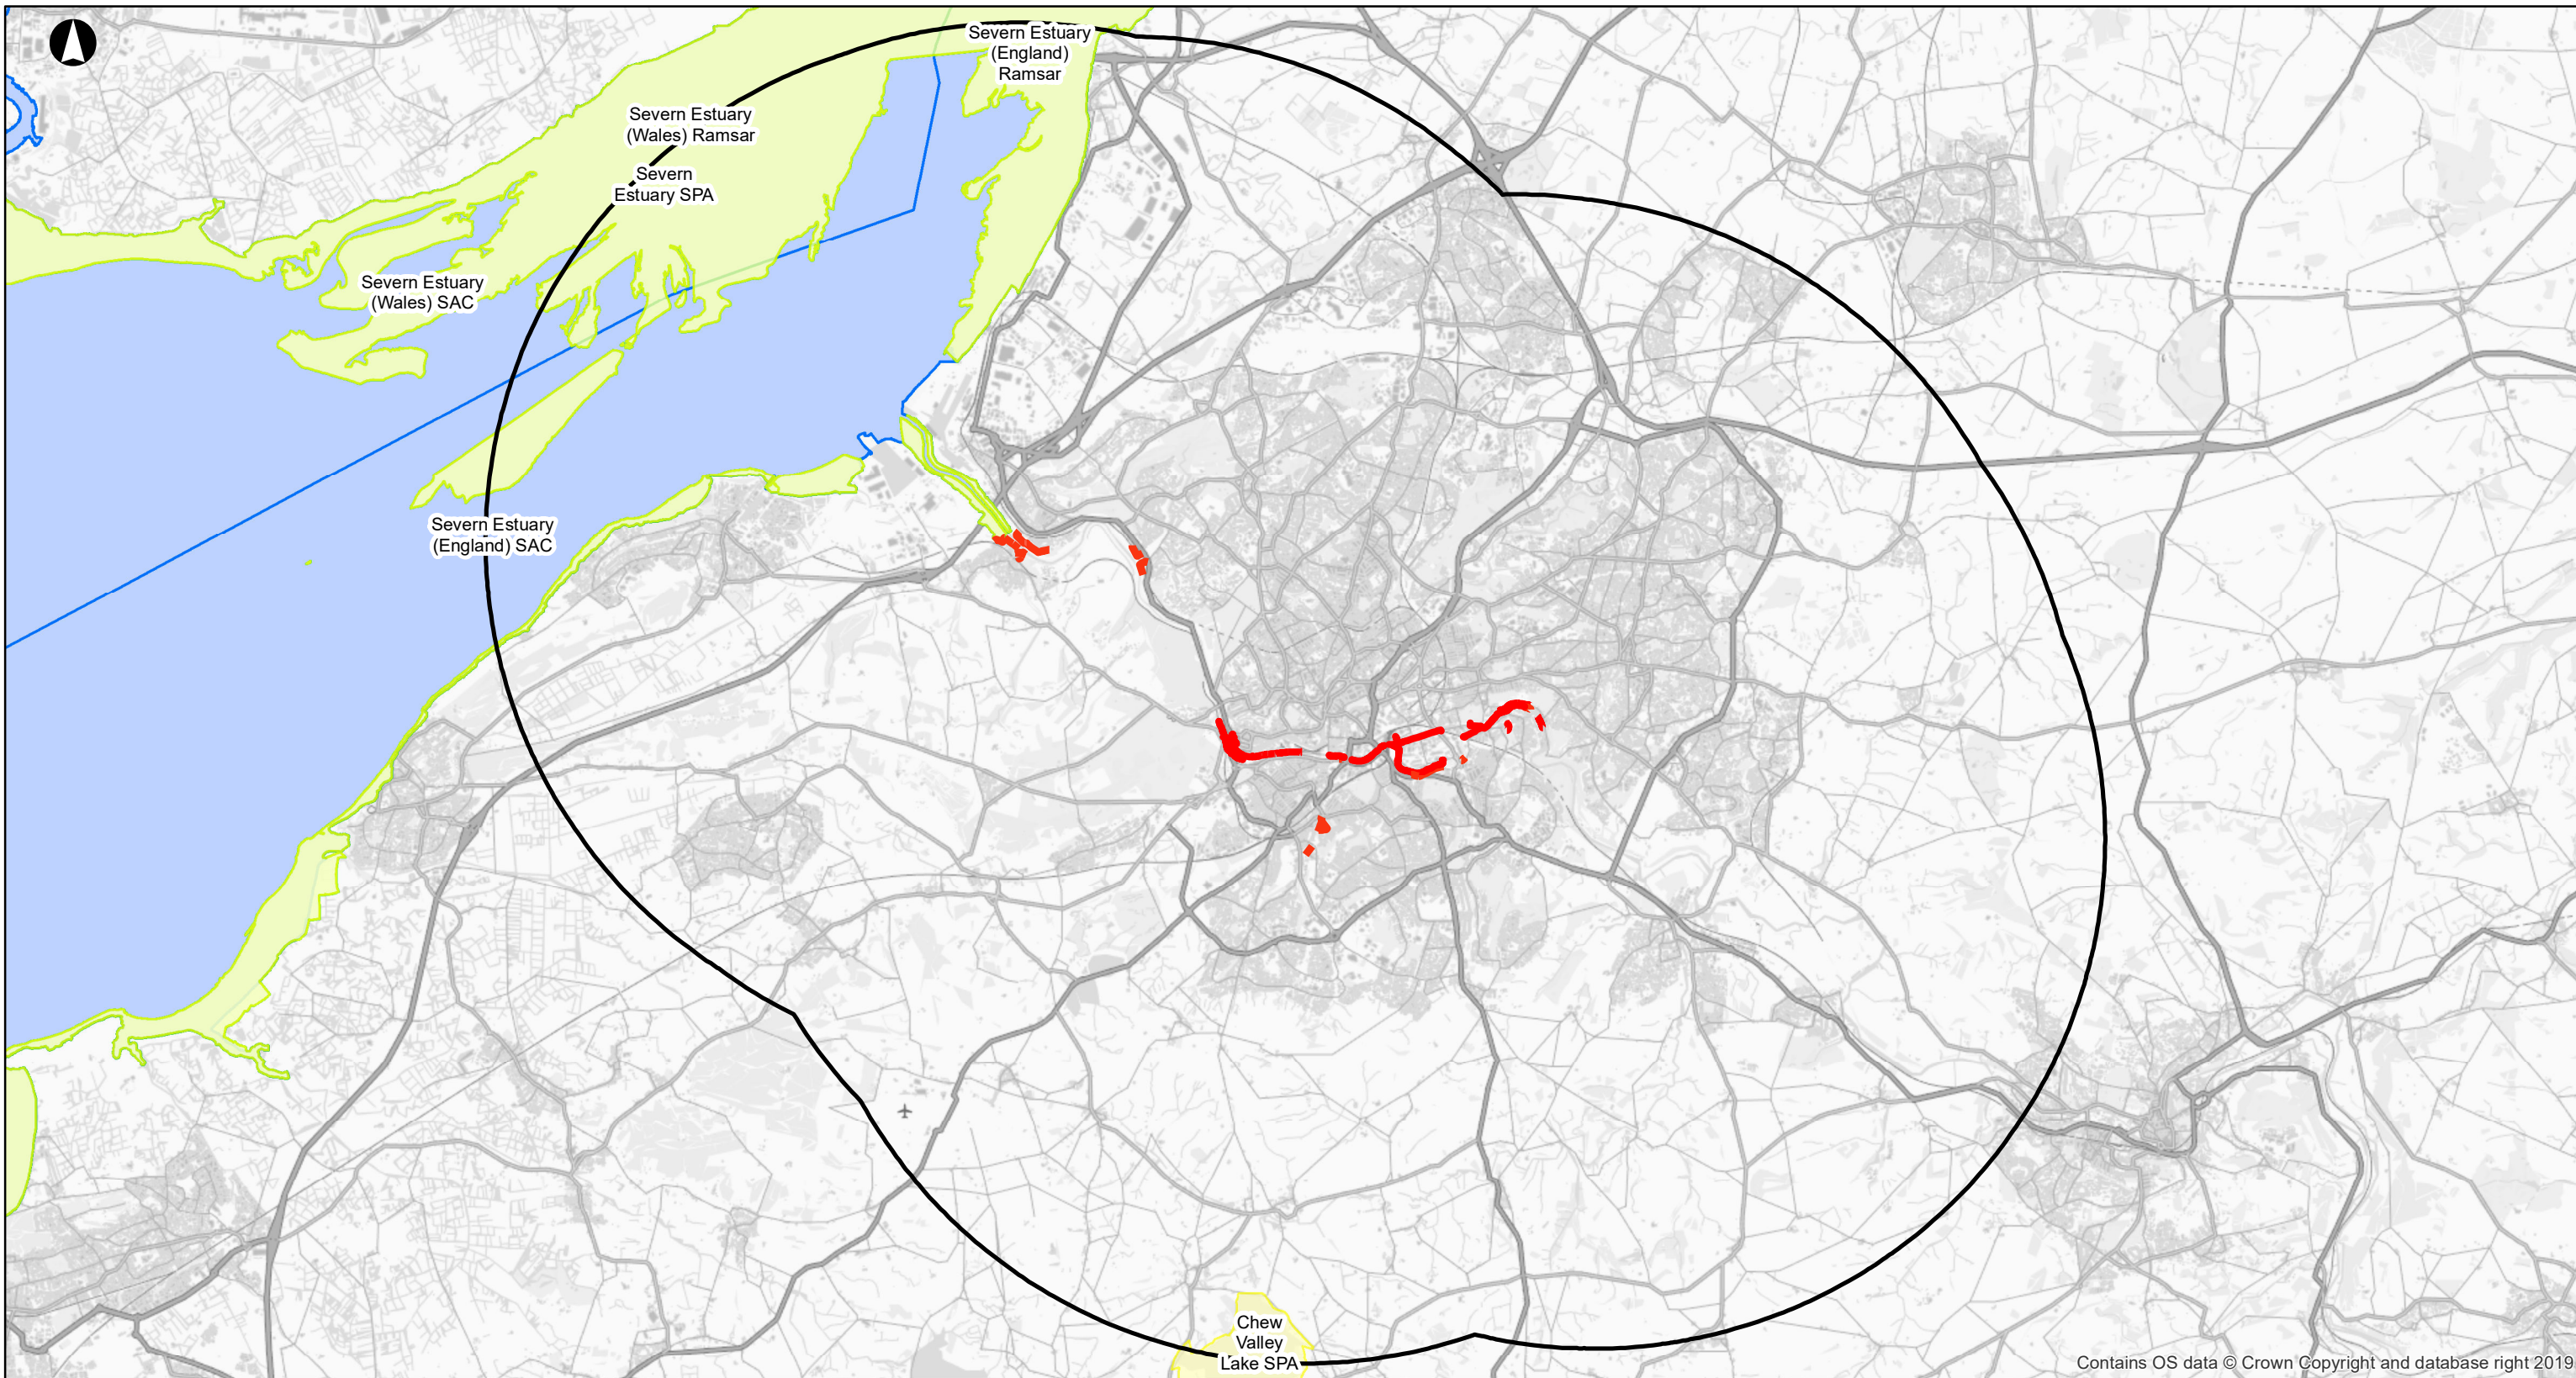 Severn Estuary
(England)
Ramsar
Severn Estuary
(Wales) Ramsar
Severn
Estuary SPA
Severn Estuary
(Wales) SAC
Severn Estuary
(England) SAC
Chew
Valley
Lake SPA
Contains OS data © Crown Copyright and database right 2019